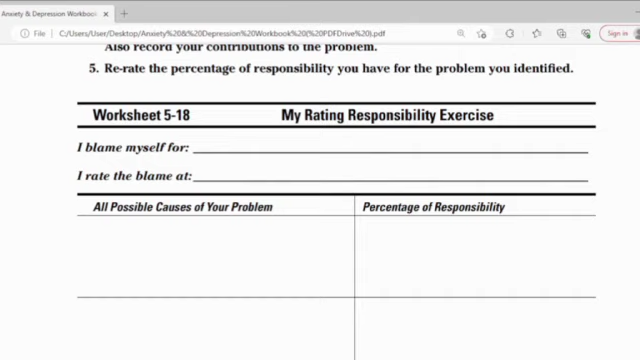 Anxiety & Depression Workbook
File
C:/Users/User/Desktop/Anxiety%20&%20Depression%20Workbook%20(%20PDFDrive%20).pdf
Sign in
Also record your contributions to the problem.
5. Re-rate the percentage of responsibility you have for the problem you identified.
Worksheet 5-18 My Rating Responsibility Exercise
I blame myself for:
I rate the blame at:
All Possible Causes of Your Problem Percentage of Responsibility